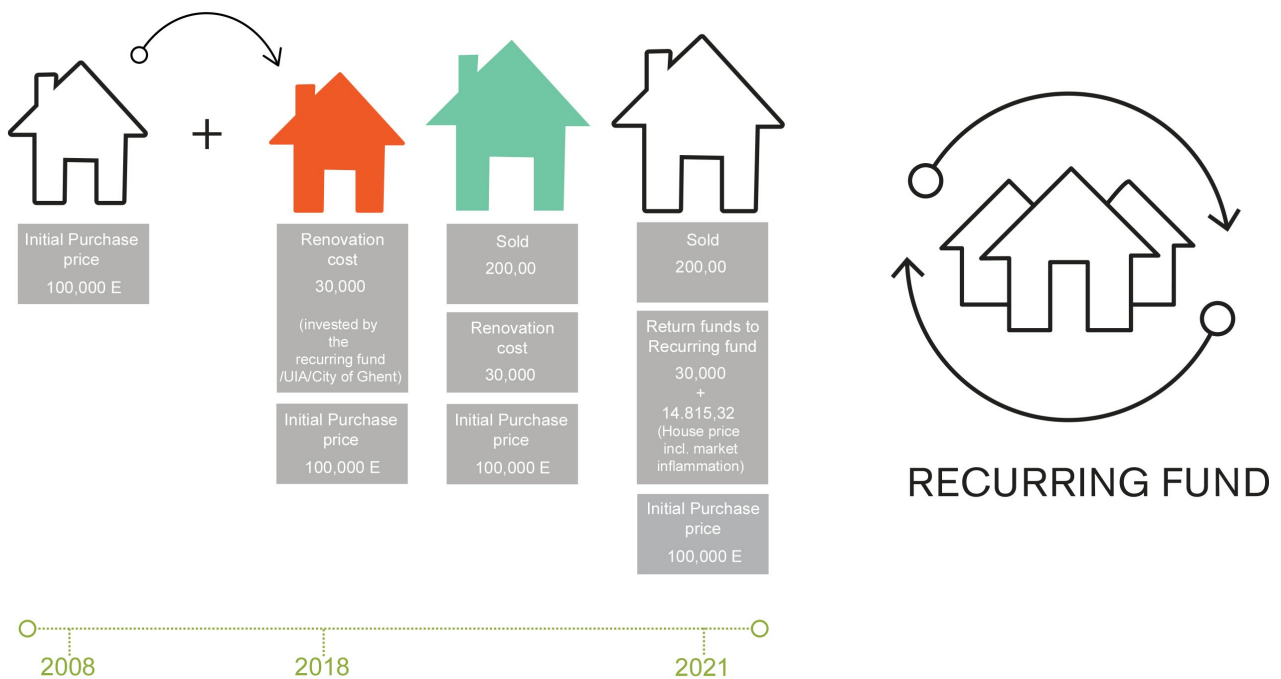 +
Initial Purchase
price
100,000 E
Renovation
cost
30,000
(invested by
the
recurring fund
/UIA/City of Ghent)
Initial Purchase
price
100,000 E
Sold
200,00
Renovation
cost
30,000
Initial Purchase
price
100,000 E
Sold
200,00
Return funds to
Recurring fund
30,000
+
14.815,32
(House price
incl. market
inflammation)
Initial Purchase
price
100,000 E
RECURRING FUND
2008
2018
2021